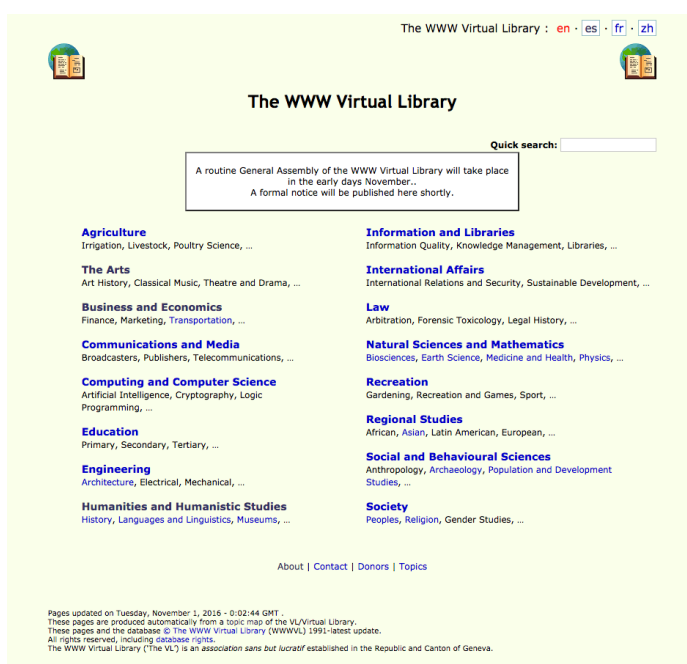 The WWW Virtual Library : en · es · fr · zh
The WWW Virtual Library
Quick search:
A routine General Assembly of the WWW Virtual Library will take place
in the early days November..
A formal notice will be published here shortly.
Agriculture
Irrigation, Livestock, Poultry Science, ...
The Arts
Art History, Classical Music, Theatre and Drama, ...
Business and Economics
Finance, Marketing, Transportation, ...
Communications and Media
Broadcasters, Publishers, Telecommunications, ...
Computing and Computer Science
Artificial Intelligence, Cryptography, Logic
Programming, ...
Education
Primary, Secondary, Tertiary, ...
Engineering
Architecture, Electrical, Mechanical, ...
Humanities and Humanistic Studies
History, Languages and Linguistics, Museums, ...
Information and Libraries
Information Quality, Knowledge Management, Libraries, ...
International Affairs
International Relations and Security, Sustainable Development, ...
Law
Arbitration, Forensic Toxicology, Legal History, ...
Natural Sciences and Mathematics
Biosciences, Earth Science, Medicine and Health, Physics, ...
Recreation
Gardening, Recreation and Games, Sport, ...
Regional Studies
African, Asian, Latin American, European, ...
Social and Behavioural Sciences
Anthropology, Archaeology, Population and Development
Studies, ...
Society
Peoples, Religion, Gender Studies, ...
About | Contact | Donors | Topics
Pages updated on Tuesday, November 1, 2016 - 0:02:44 GMT .
These pages are produced automatically from a topic map of the VL/Virtual Library.
These pages and the database © The WWW Virtual Library (WWWVL) 1991-latest update.
All rights reserved, including database rights.
The WWW Virtual Library ('The VL') is an association sans but lucratif established in the Republic and Canton of Geneva.